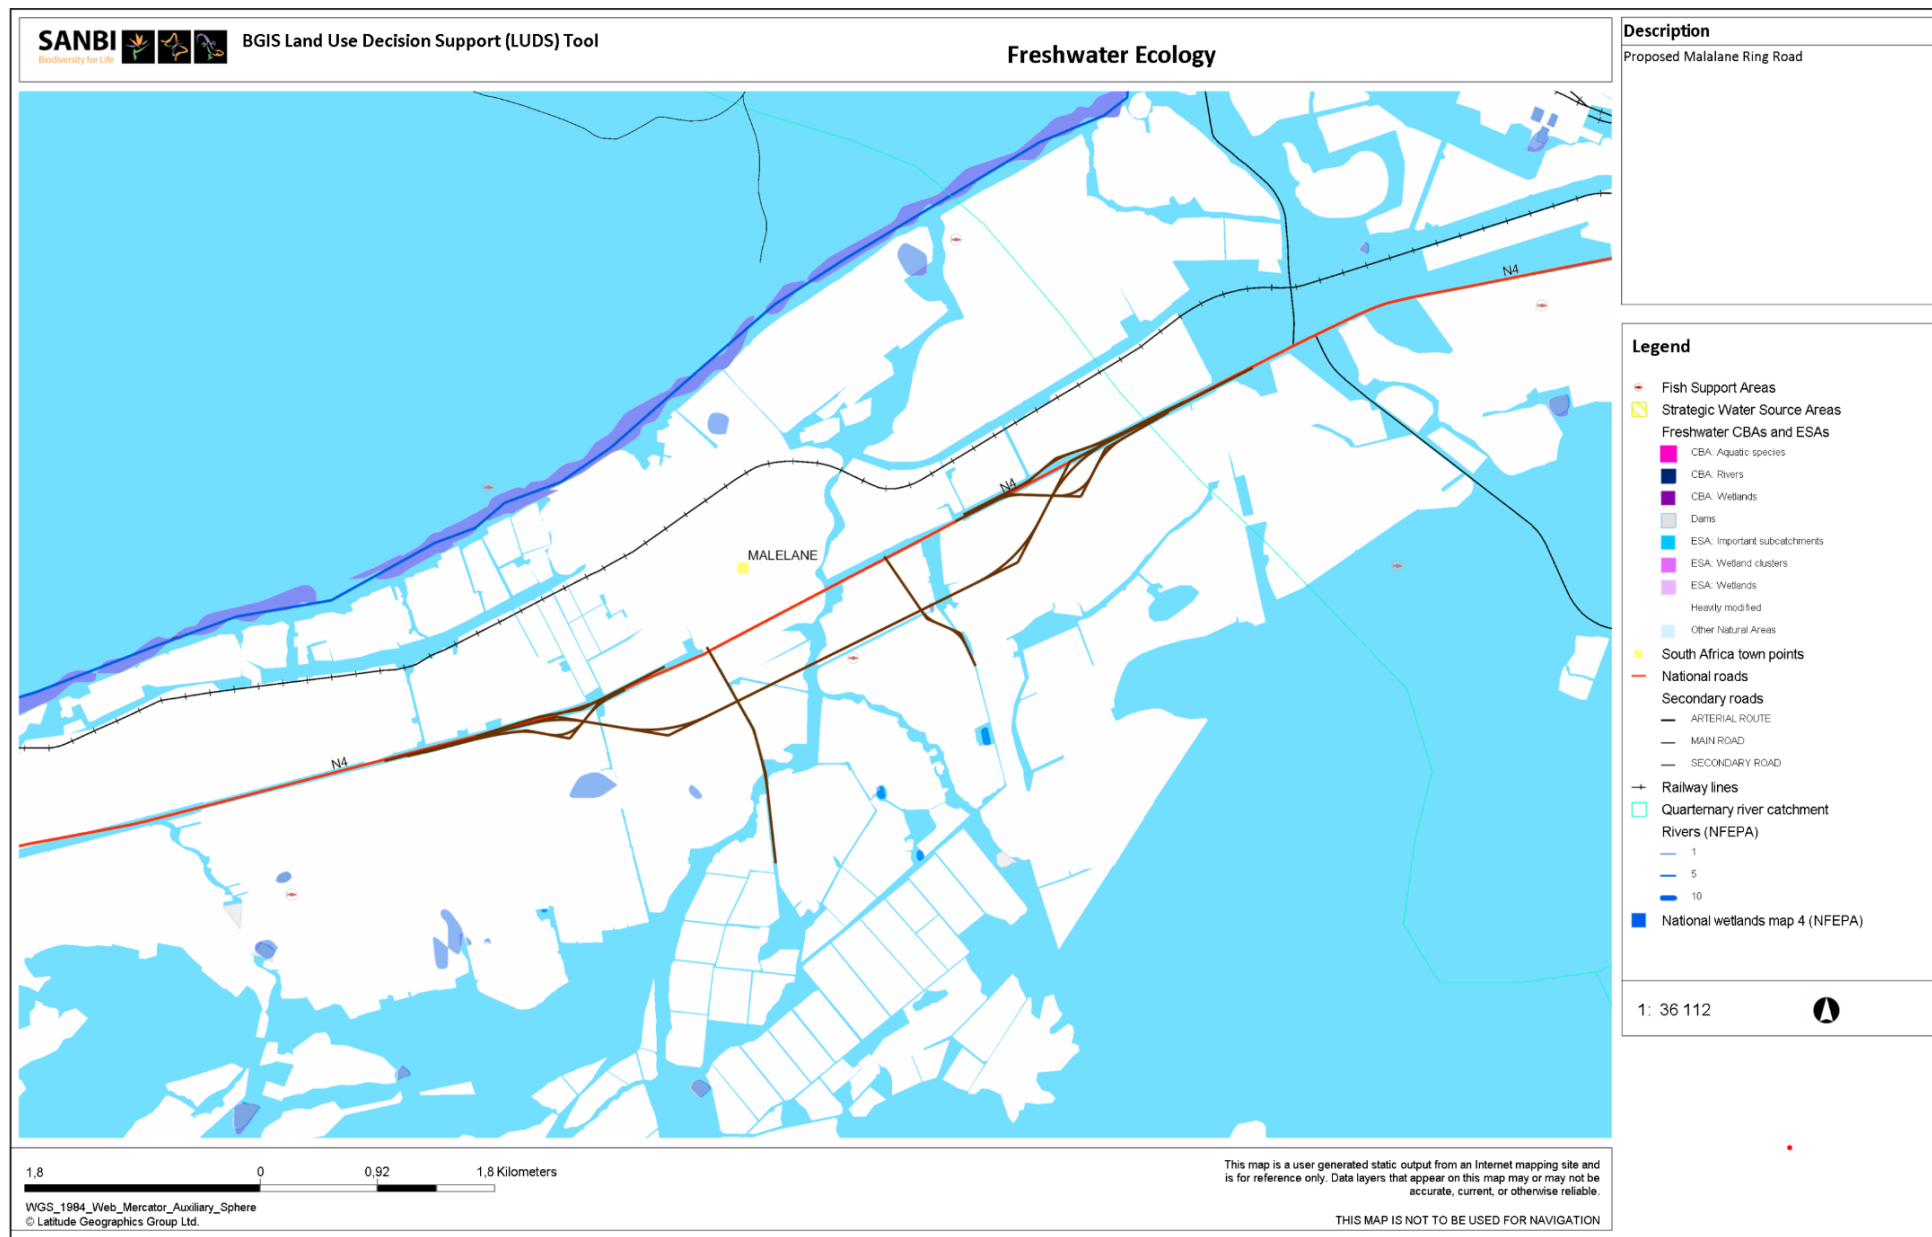 SANBI
Biodiversity for Life
BGIS Land Use Decision Support (LUDS) Tool
Freshwater Ecology
Description
Proposed Malalane Ring Road
N4
N4
MALELANE
N4
Legend
Fish Support Areas
Strategic Water Source Areas
Freshwater CBAs and ESAs
CBA: Aquatic species
CBA: Rivers
CBA: Wetlands
Dams
ESA: Important subcatchments
ESA: Wetland clusters
ESA: Wetlands
Heavily modified
Other Natural Areas
South Africa town points
National roads
Secondary roads
ARTERIAL ROUTE
MAIN ROAD
SECONDARY ROAD
Railway lines
Quarternary river catchment
Rivers (NFEPA)
1
5
10
National wetlands map 4 (NFEPA)
1: 36 112
1,8 0 0,92 1,8 Kilometers
WGS_1984_Web_Mercator_Auxiliary_Sphere
© Latitude Geographics Group Ltd.
This map is a user generated static output from an Internet mapping site and
is for reference only. Data layers that appear on this map may or may not be
accurate, current, or otherwise reliable.
THIS MAP IS NOT TO BE USED FOR NAVIGATION